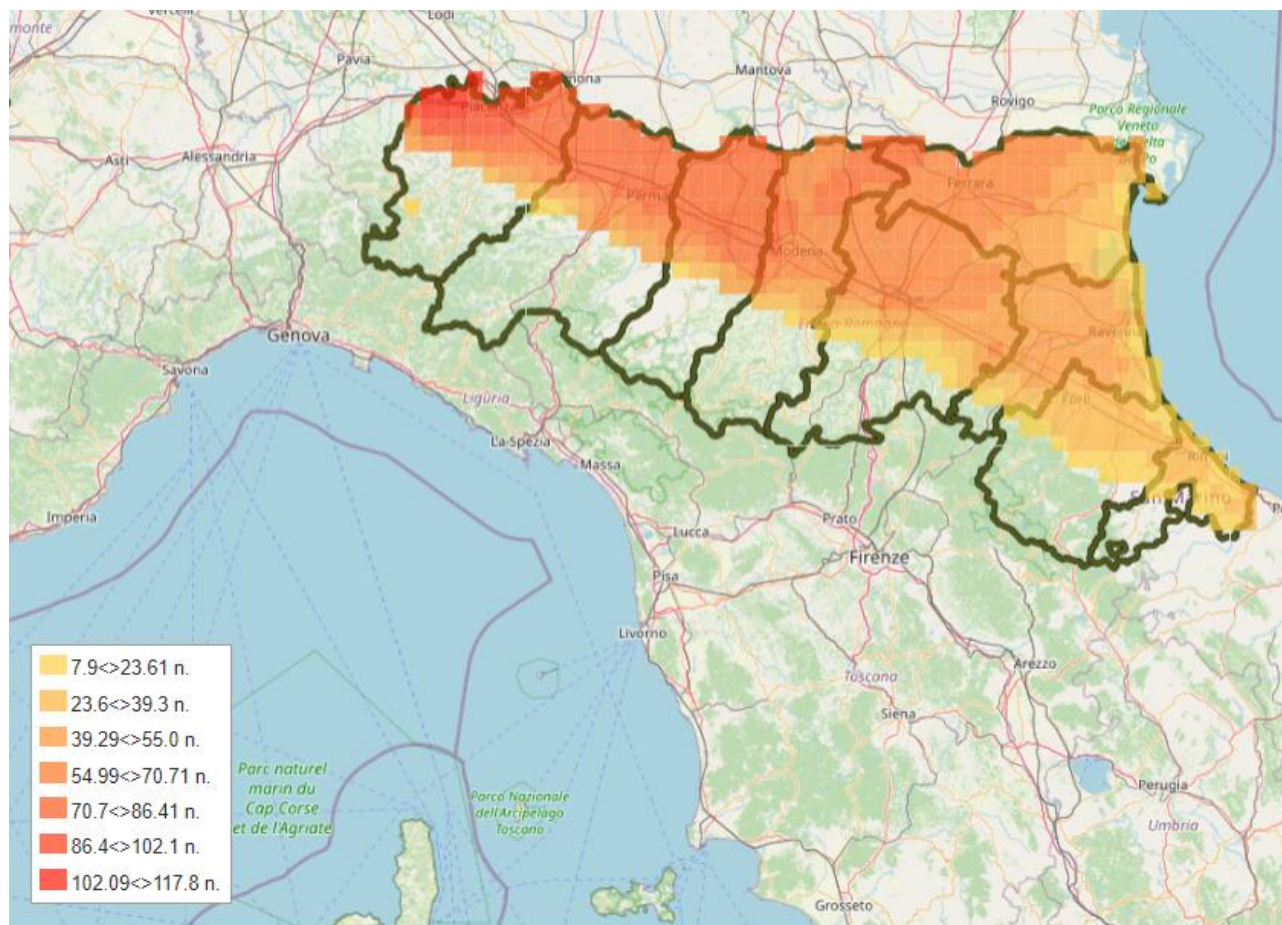 Lodi
monte
Pavia
Mantova
Rovigo
Parco Regionale
Veneto
Asti
Alessandria
Ferrara
Parma
Modena
Genova
Savona
Liguria
La Spezia
Massa
Imperia
Prato
Lucca
Firenze
Pisa
Livorno
Arezzo
Toscana
Siena
Perugia
Umbria
Grosseto
Parc naturel
marin du
Cap Corse
et de l'Agriate
Parco Nazionale
dell'Arcipelago
Toscano
7.9<>23.61 n.
23.6<>39.3 n.
39.29<>55.0 n.
54.99<>70.71 n.
70.7<>86.41 n.
86.4<>102.1 n.
102.09<>117.8 n.